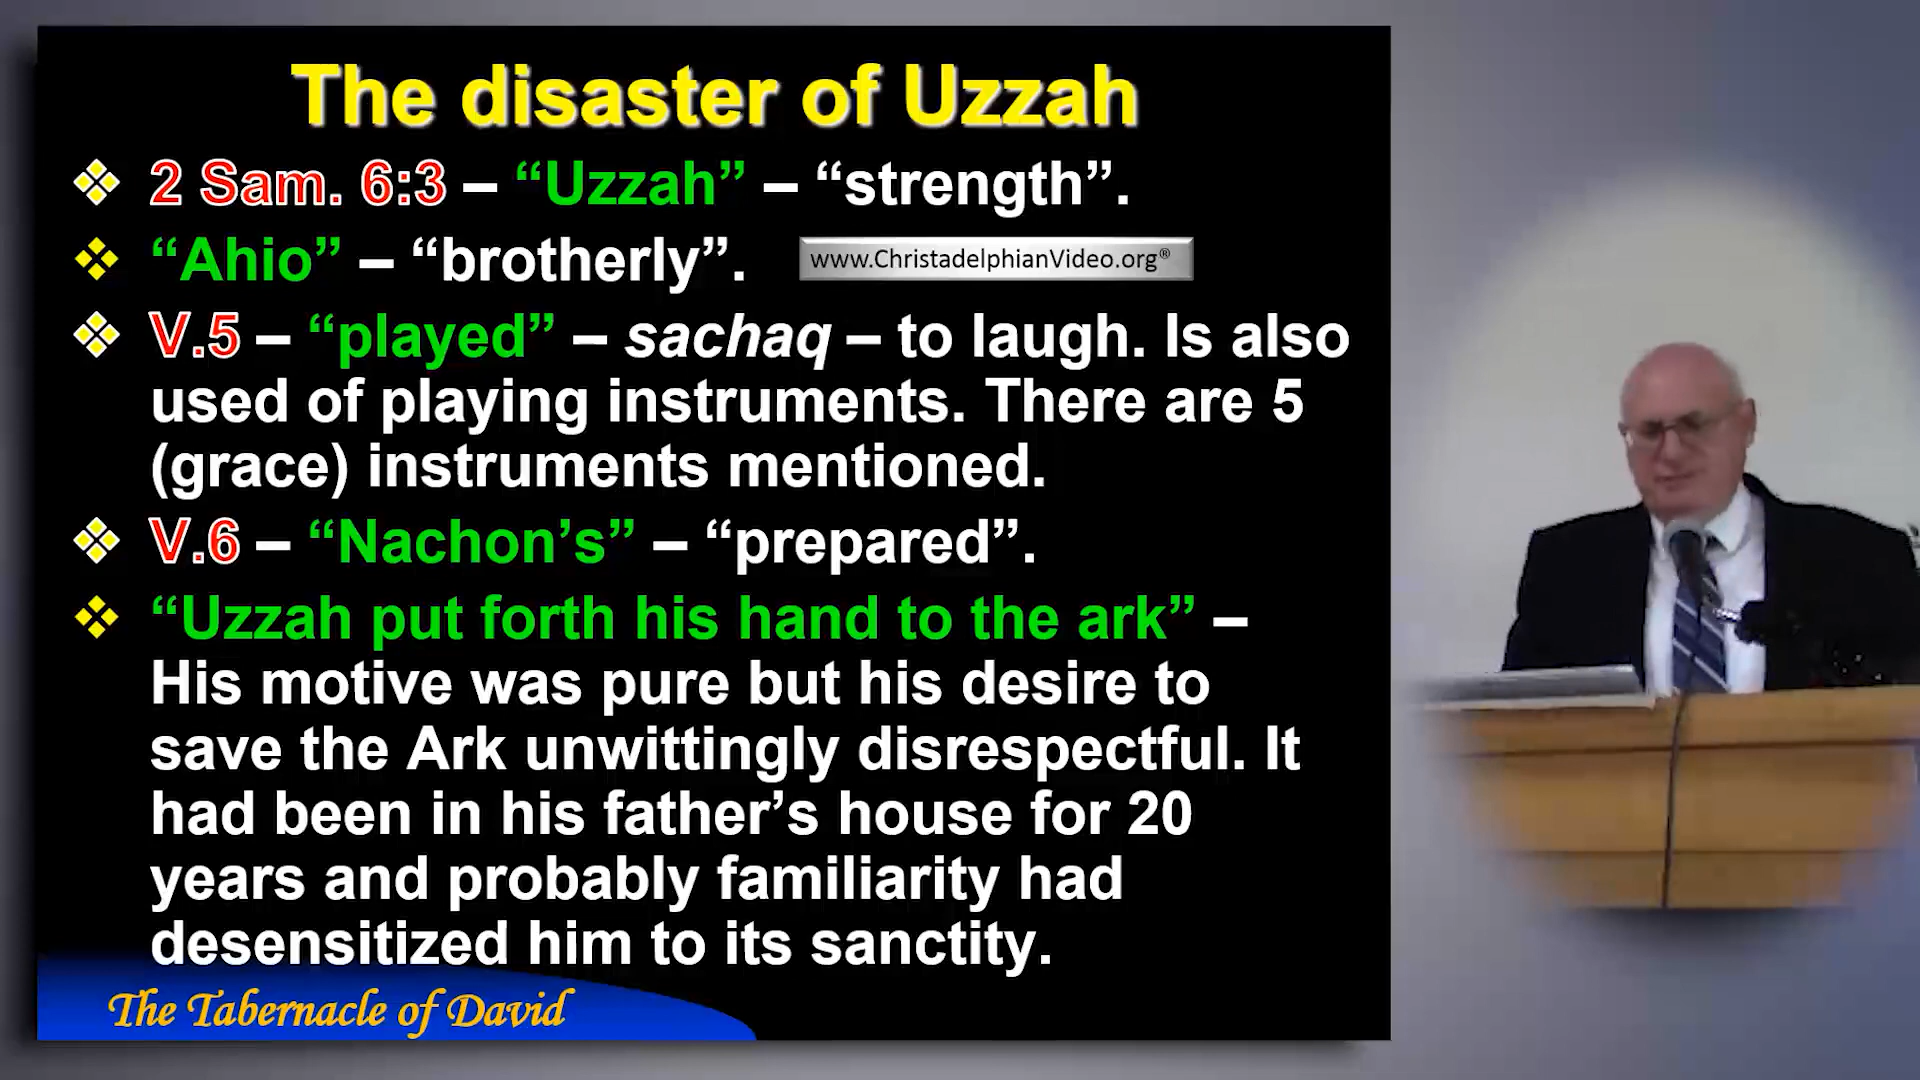 The disaster of Uzzah
2 Sam. 6:3 – “Uzzah” – “strength”.
“Ahio” – “brotherly”.
www.ChristadelphianVideo.org®
V.5 – “played” – sachaq – to laugh. Is also
used of playing instruments. There are 5
(grace) instruments mentioned.
V.6 – “Nachon’s” – “prepared”.
“Uzzah put forth his hand to the ark” –
His motive was pure but his desire to
save the Ark unwittingly disrespectful. It
had been in his father’s house for 20
years and probably familiarity had
desensitized him to its sanctity.
The Tabernacle of David